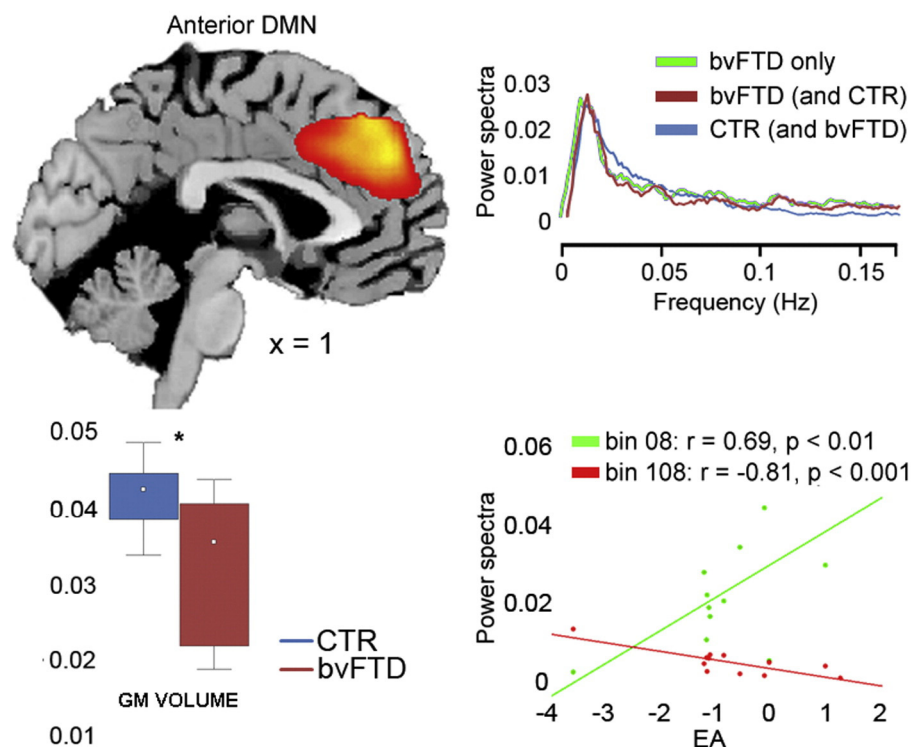 Anterior DMN
x = 1
bvFTD only
bvFTD (and CTR)
CTR (and bvFTD)
Power spectra
0.03
0.02
0.01
0
0 0.05 0.1 0.15
Frequency (Hz)
0.05
0.04
0.03
0.02
0.01
*
CTR
bvFTD
GM VOLUME
bin 08: r = 0.69, p < 0.01
bin 108: r = -0.81, p < 0.001
Power spectra
0.06
0.04
0.02
0
-4 -3 -2 -1 0 1 2
EA